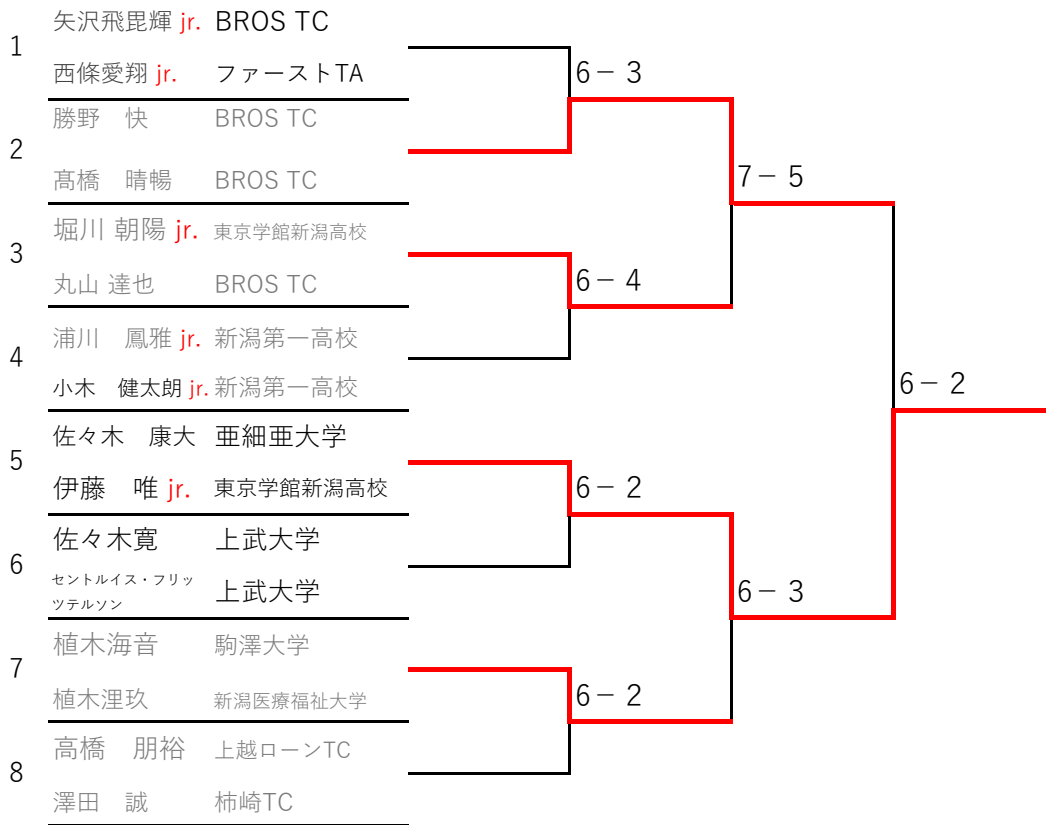 1
矢沢飛毘輝 jr. BROS TC
西條愛翔 jr. ファーストTA
2
勝野　快 BROS TC
髙橋　晴暢 BROS TC
3
堀川 朝陽 jr. 東京学館新潟高校
丸山 達也 BROS TC
4
浦川　鳳雅 jr. 新潟第一高校
小木　健太朗 jr. 新潟第一高校
5
佐々木　康大 亜細亜大学
伊藤　唯 jr. 東京学館新潟高校
6
佐々木寛 上武大学
セントルイス・フリッ
ツテルソン 上武大学
7
植木海音 駒澤大学
植木浬玖 新潟医療福祉大学
8
高橋　朋裕 上越ローンTC
澤田　誠 柿崎TC
6－3
6－4
6－2
6－2
7－5
6－3
6－2